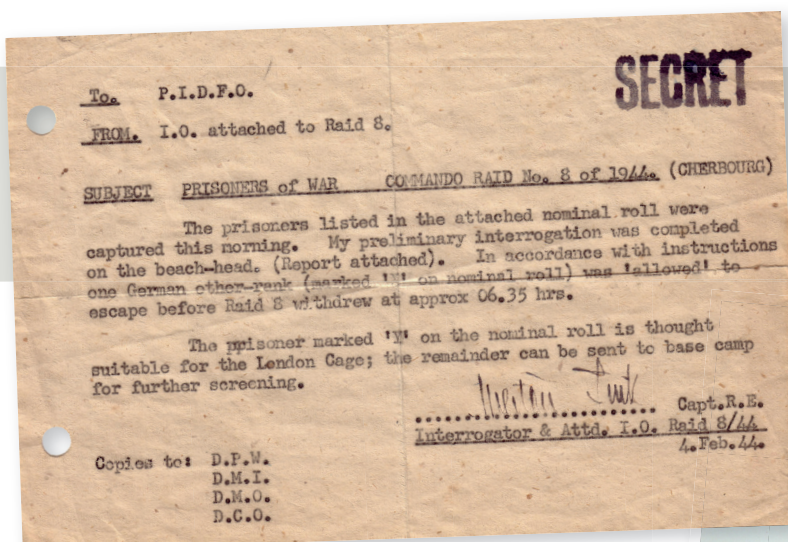 SECRET
To. P.I.D.F.O.
FROM. I.O. attached to Raid 8.
SUBJECT PRISONERS of WAR COMMANDO RAID No. 8 of 1944. (CHERBOURG)
The prisoners listed in the attached nominal roll were
captured this morning. My preliminary interrogation was completed
on the beach-head. (Report attached). In accordance with instructions
one German other-rank (marked 'X' on nominal roll) was 'allowed' to
escape before Raid 8 withdrew at approx 06.35 hrs.
The prisoner marked 'Y' on the nominal roll is thought
suitable for the London Cage; the remainder can be sent to base camp
for further screening.
Capt.R.E.
Interrogator & Attd. I.O. Raid 8/44
4.Feb.44.
Copies to: D.P.W.
D.M.I.
D.M.O.
D.C.O.